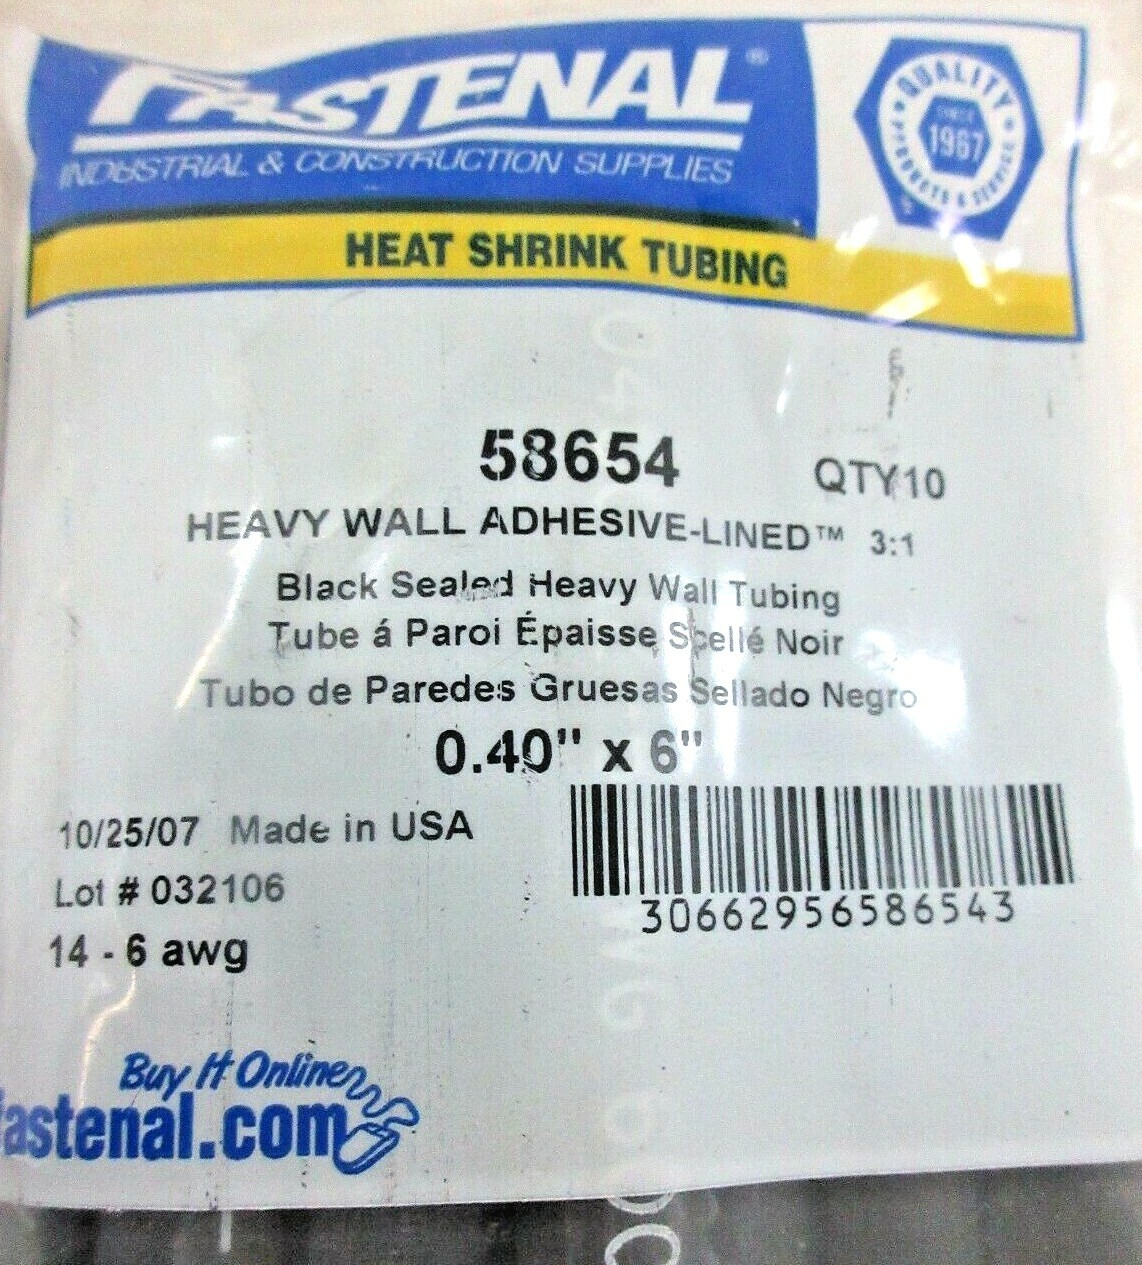 FASTENAL®
INDUSTRIAL & CONSTRUCTION SUPPLIES
QUALITY
SINCE
1967
PRODUCTS & SERVICE
HEAT SHRINK TUBING
58654 QTY10
HEAVY WALL ADHESIVE-LINED™ 3:1
Black Sealed Heavy Wall Tubing
Tube á Paroi Épaisse Scellé Noir
Tubo de Paredes Gruesas Sellado Negro
0.40" x 6"
10/25/07 Made in USA
Lot # 032106
14 - 6 awg
30662956586543
Buy It Online
fastenal.com